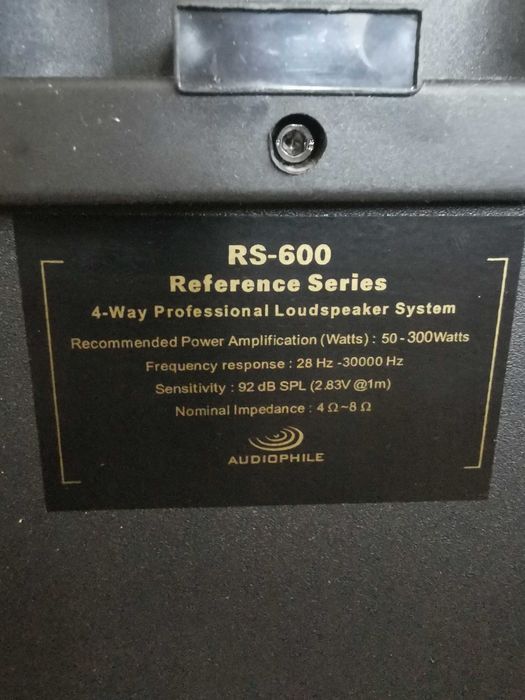 RS-600
Reference Series
4-Way Professional Loudspeaker System
Recommended Power Amplification (Watts) : 50-300Watts
Frequency response : 28 Hz -30000 Hz
Sensitivity : 92 dB SPL (2.83V @1m)
Nominal Impedance : 4 Ω~8 Ω
AUDIOPHILE